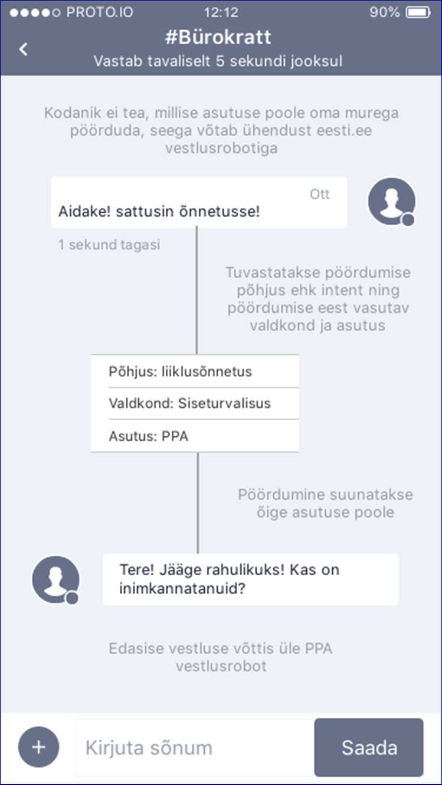 PROTO.IO 12:12 90%
#Bürokratt
Vastab tavaliselt 5 sekundi jooksul
Kodanik ei tea, millise asutuse poole oma murega
pöörduda, seega võtab ühendust eesti.ee
vestlusrobotiga
Ott
Aidake! sattusin õnnetusse!
1 sekund tagasi
Tuvastatakse pöördumise
põhjus ehk intent ning
pöördumise eest vasutav
valdkond ja asutus
Põhjus: liiklusõnnetus
Valdkond: Siseturvalisus
Asutus: PPA
Pöördumine suunatakse
õige asutuse poole
Tere! Jääge rahulikuks! Kas on
inimkannatanuid?
Edasise vestluse võttis üle PPA
vestlusrobot
Kirjuta sõnum
Saada